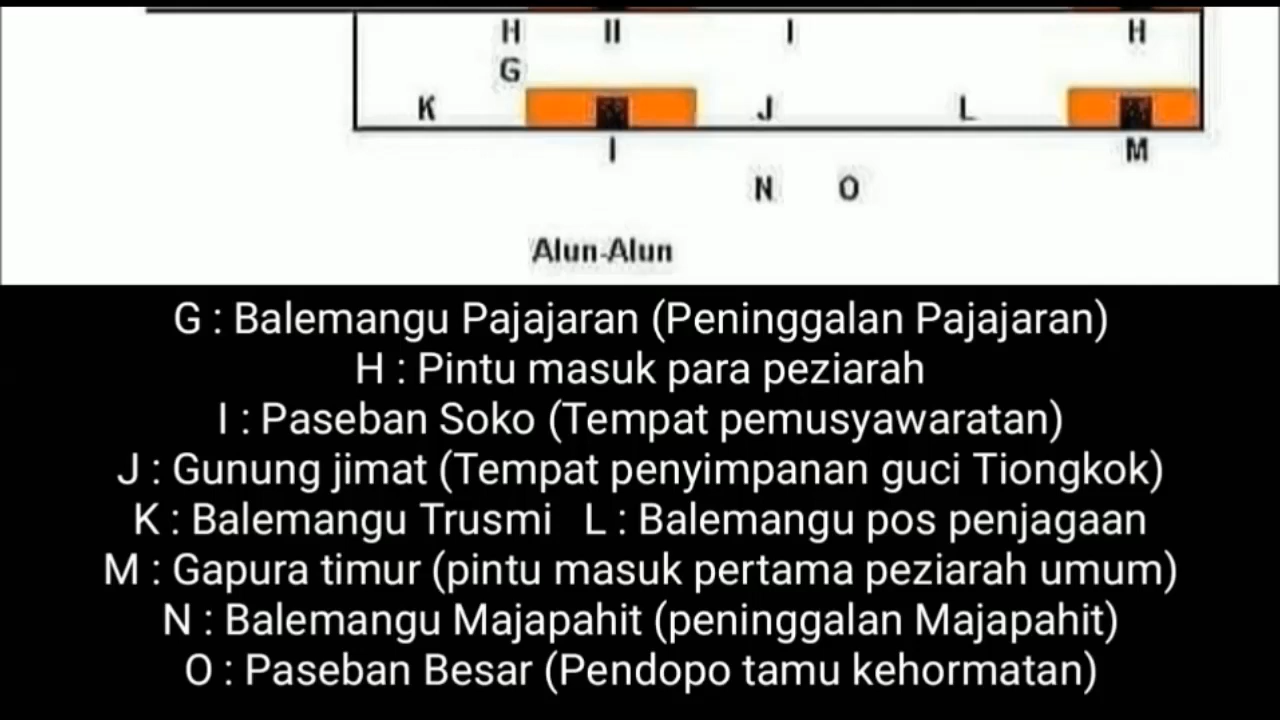 H II I H
G
K J L
I M
N O
Alun-Alun
G : Balemangu Pajajaran (Peninggalan Pajajaran)
H : Pintu masuk para peziarah
I : Paseban Soko (Tempat pemusyawaratan)
J : Gunung jimat (Tempat penyimpanan guci Tiongkok)
K : Balemangu Trusmi L : Balemangu pos penjagaan
M : Gapura timur (pintu masuk pertama peziarah umum)
N : Balemangu Majapahit (peninggalan Majapahit)
O : Paseban Besar (Pendopo tamu kehormatan)